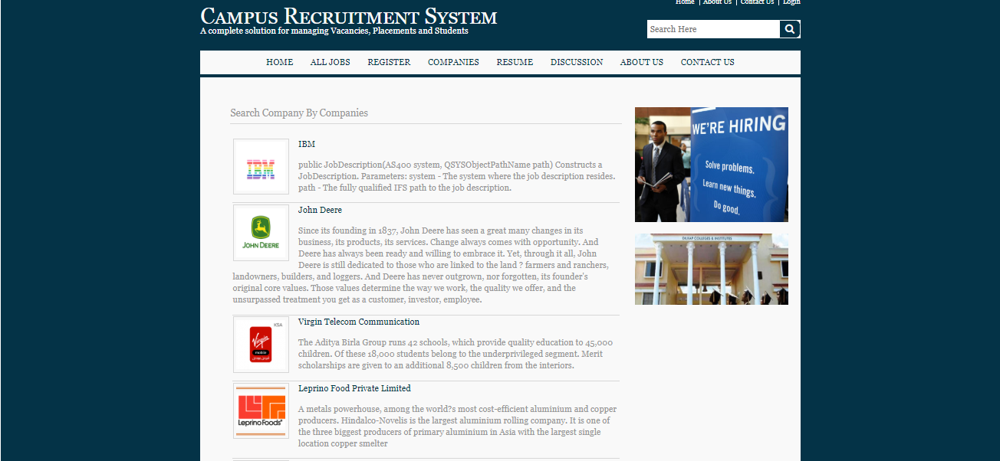 Home | About Us | Contact Us | Login
Campus Recruitment System
A complete solution for managing Vacancies, Placements and Students
Search Here
HOME ALL JOBS REGISTER COMPANIES RESUME DISCUSSION ABOUT US CONTACT US
Search Company By Companies
IBM
IBM
public JobDescription(AS400 system, QSYSObjectPathName path) Constructs a
JobDescription. Parameters: system - The system where the job description resides.
path - The fully qualified IFS path to the job description.
JOHN DEERE
John Deere
Since its founding in 1837, John Deere has seen a great many changes in its
business, its products, its services. Change always comes with opportunity. And
Deere has always been ready and willing to embrace it. Yet, through it all, John
Deere is still dedicated to those who are linked to the land ? farmers and ranchers,
landowners, builders, and loggers. And Deere has never outgrown, nor forgotten, its founder's
original core values. Those values determine the way we work, the quality we offer, and the
unsurpassed treatment you get as a customer, investor, employee.
KSA
Virgin
mobile
Virgin Telecom Communication
The Aditya Birla Group runs 42 schools, which provide quality education to 45,000
children. Of these 18,000 students belong to the underprivileged segment. Merit
scholarships are given to an additional 8,500 children from the interiors.
Leprino Foods
Leprino Food Private Limited
A metals powerhouse, among the world?s most cost-efficient aluminium and copper
producers. Hindalco-Novelis is the largest aluminium rolling company. It is one of
the three biggest producers of primary aluminium in Asia with the largest single
location copper smelter
WE'RE HIRING
Solve problems.
Learn new things.
Do good.
COLLEGES & INSTITUTES